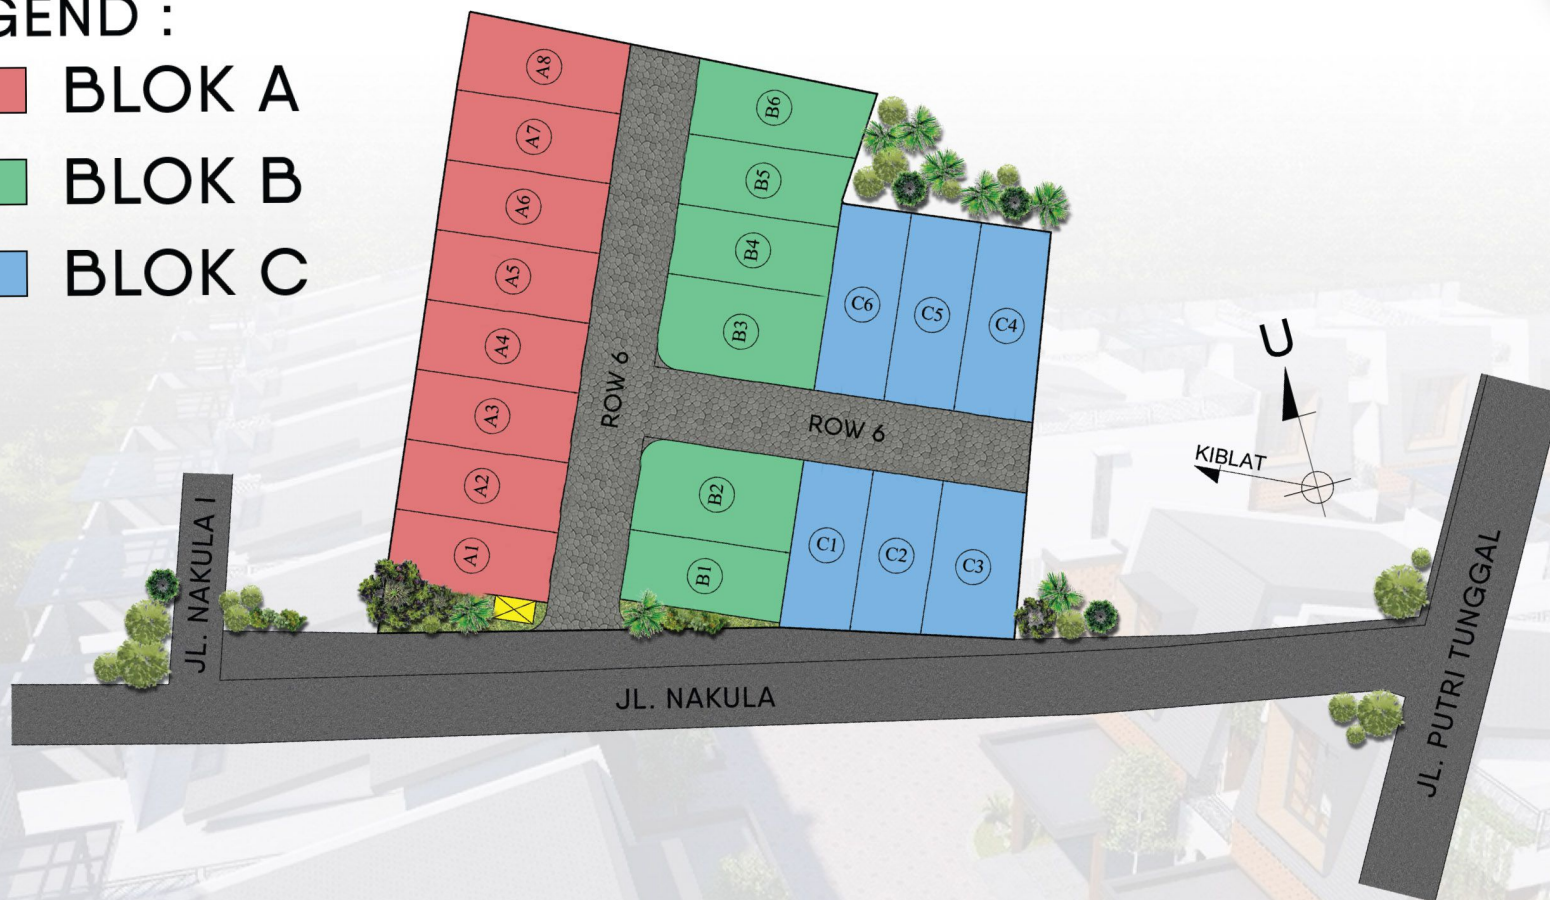 GEND :
BLOK A
BLOK B
BLOK C
A8
A7
A6
A5
A4
A3
A2
A1
ROW 6
B6
B5
B4
B3
B2
B1
C6
C5
C4
ROW 6
C1
C2
C3
U
KIBLAT
JL. NAKULA I
JL. NAKULA
JL. PUTRI TUNGGAL